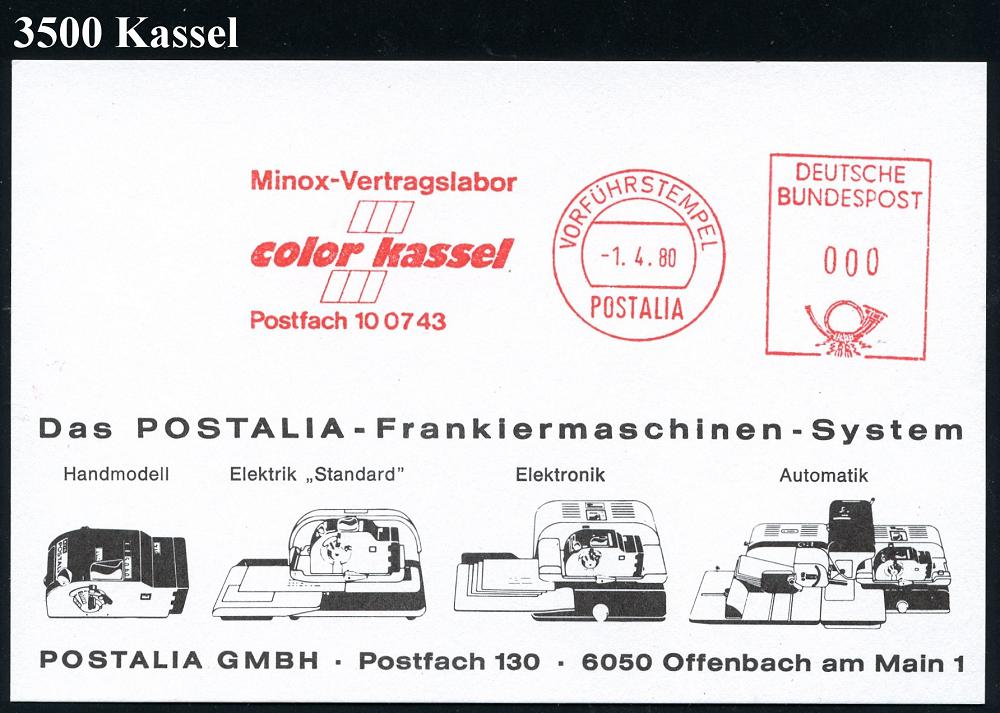 3500 Kassel
Minox-Vertragslabor
color kassel
Postfach 10 07 43
VORFÜHRSTEMPEL
-1. 4. 80
POSTALIA
DEUTSCHE
BUNDESPOST
000
Das POSTALIA-Frankiermaschinen-System
Handmodell
Elektrik „Standard”
Elektronik
Automatik
POSTALIA
POSTALIA GMBH · Postfach 130 · 6050 Offenbach am Main 1